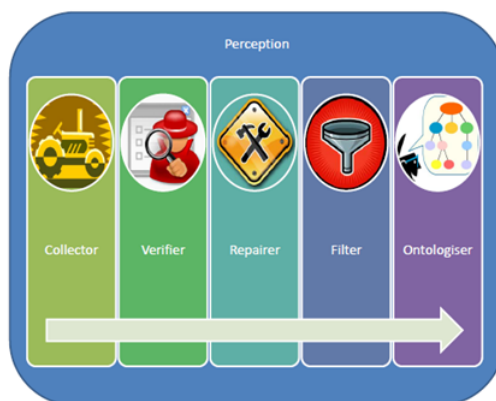 Perception
Collector
Verifier
Repairer
Filter
Ontologiser